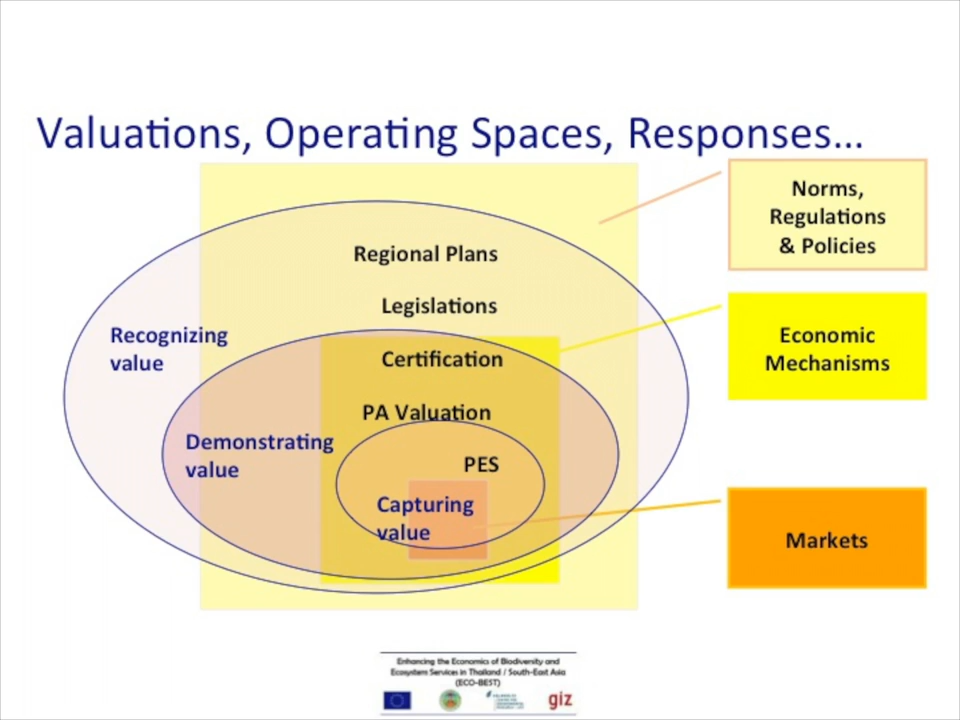 Valuations, Operating Spaces, Responses...
Norms,
Regulations
& Policies
Regional Plans
Legislations
Recognizing
value
Economic
Mechanisms
Certification
PA Valuation
Demonstrating
value
PES
Capturing
value
Markets
Enhancing the Economics of Biodiversity and
Ecosystem Services in Thailand / South-East Asia
(ECO-BEST)
giz